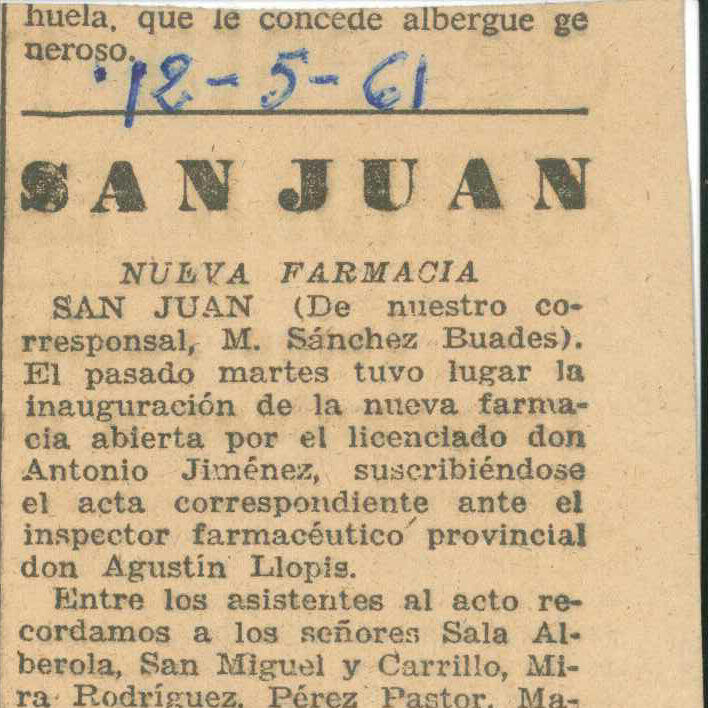 huela, que le concede albergue ge
neroso.
12-5-61
SAN JUAN
NUEVA FARMACIA
SAN JUAN (De nuestro co-
rresponsal, M. Sánchez Buades).
El pasado martes tuvo lugar la
inauguración de la nueva farma-
cia abierta por el licenciado don
Antonio Jiménez, suscribiéndose
el acta correspondiente ante el
inspector farmacéutico provincial
don Agustín Llopis.
Entre los asistentes al acto re-
cordamos a los señores Sala Al-
berola, San Miguel y Carrillo, Mi-
ra Rodríguez, Pérez Pastor, Ma-